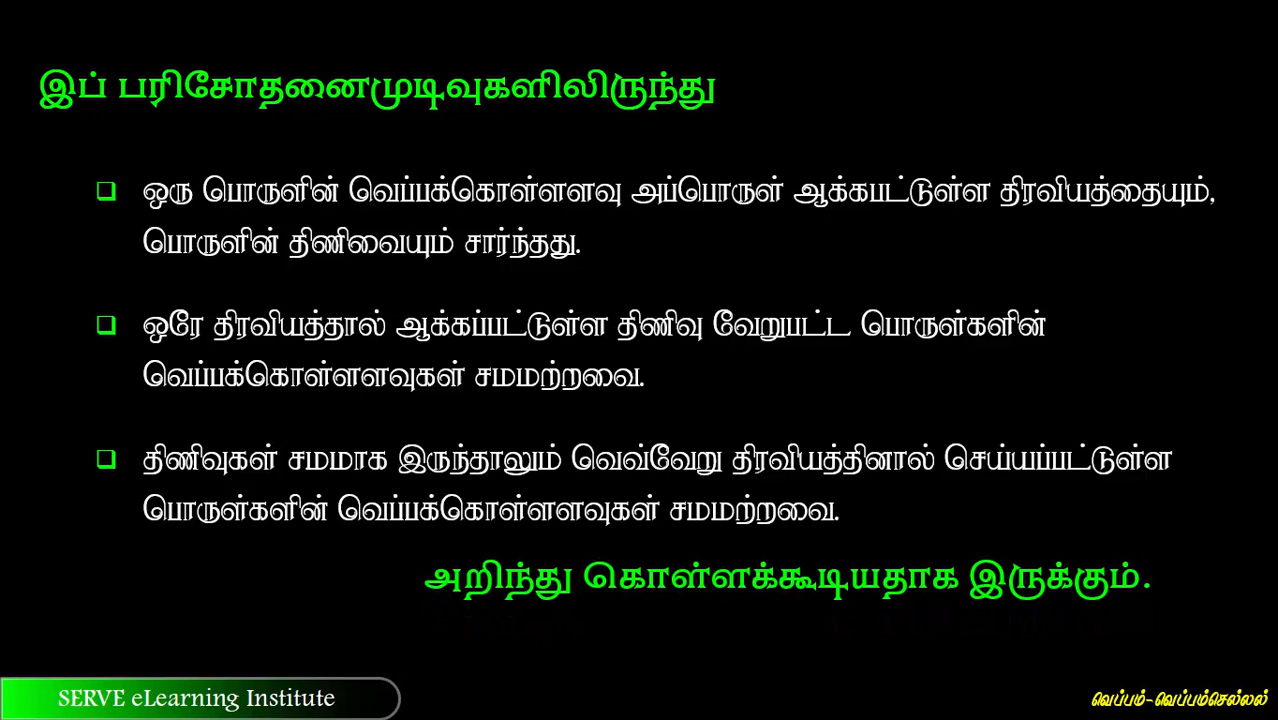 இப் பரிசோதனைமுடிவுகளிலிருந்து
❑ ஒரு பொருளின் வெப்பக்கொள்ளளவு அப்பொருள் ஆக்கபட்டுள்ள திரவியத்தையும்,
பொருளின் திணிவையும் சார்ந்தது.
❑ ஒரே திரவியத்தால் ஆக்கப்பட்டுள்ள திணிவு வேறுபட்ட பொருள்களின்
வெப்பக்கொள்ளளவுகள் சமமற்றவை.
❑ திணிவுகள் சமமாக இருந்தாலும் வெவ்வேறு திரவியத்தினால் செய்யப்பட்டுள்ள
பொருள்களின் வெப்பக்கொள்ளளவுகள் சமமற்றவை.
அறிந்து கொள்ளக்கூடியதாக இருக்கும்.
SERVE eLearning Institute
வெப்பம்-வெப்பம்செல்லல்